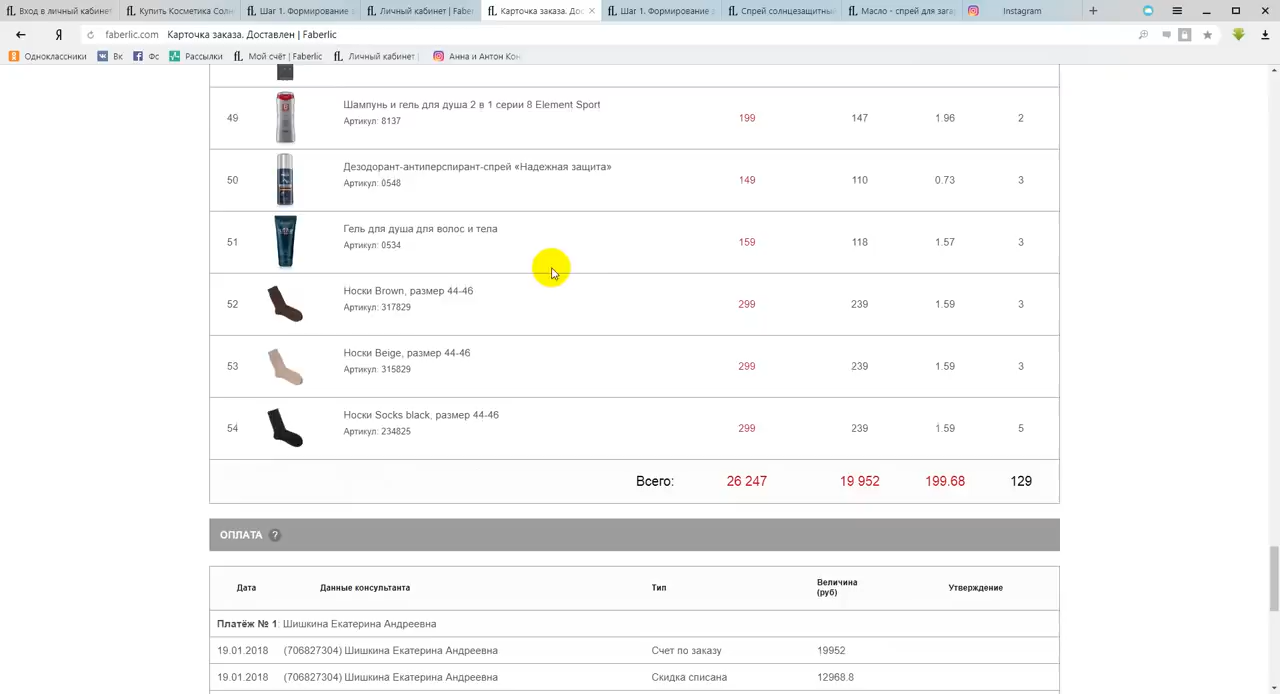 Вход в личный кабинет
Купить Косметика Солн
Шаг 1. Формирование з
Личный кабинет | Faber
Карточка заказа. Дос
Шаг 1. Формирование з
Спрей солнцезащитный
Масло - спрей для загар
Instagram
Я faberlic.com Карточка заказа. Доставлен | Faberlic
Одноклассники Вк Фс Рассылки Мой счёт | Faberlic Личный кабинет Анна и Антон Кон
49 Шампунь и гель для душа 2 в 1 серии 8 Element Sport 199 147 1.96 2
Артикул: 8137
50 Дезодорант-антиперспирант-спрей «Надежная защита» 149 110 0.73 3
Артикул: 0548
51 Гель для душа для волос и тела 159 118 1.57 3
Артикул: 0534
52 Носки Brown, размер 44-46 299 239 1.59 3
Артикул: 317829
53 Носки Beige, размер 44-46 299 239 1.59 3
Артикул: 315829
54 Носки Socks black, размер 44-46 299 239 1.59 5
Артикул: 234825
Всего: 26 247 19 952 199.68 129
ОПЛАТА ?
Дата Данные консультанта Тип Величина (руб) Утверждение
Платёж № 1: Шишкина Екатерина Андреевна
19.01.2018 (706827304) Шишкина Екатерина Андреевна Счет по заказу 19952
19.01.2018 (706827304) Шишкина Екатерина Андреевна Скидка списана 12968.8